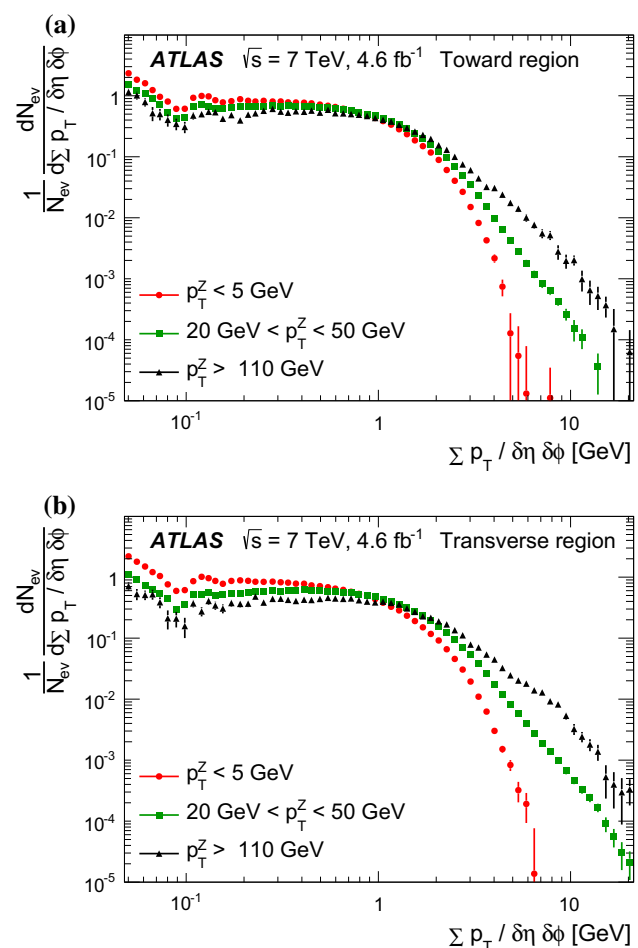 (a)
ATLAS √s = 7 TeV, 4.6 fb⁻¹ Toward region
1/N_ev dN_ev/d∑ p_T / δη δϕ
1
10⁻¹
10⁻²
10⁻³
10⁻⁴
10⁻⁵
p_T^Z < 5 GeV
20 GeV < p_T^Z < 50 GeV
p_T^Z > 110 GeV
10⁻¹ 1 10
∑ p_T / δη δϕ [GeV]
(b)
ATLAS √s = 7 TeV, 4.6 fb⁻¹ Transverse region
1/N_ev dN_ev/d∑ p_T / δη δϕ
1
10⁻¹
10⁻²
10⁻³
10⁻⁴
10⁻⁵
p_T^Z < 5 GeV
20 GeV < p_T^Z < 50 GeV
p_T^Z > 110 GeV
10⁻¹ 1 10
∑ p_T / δη δϕ [GeV]